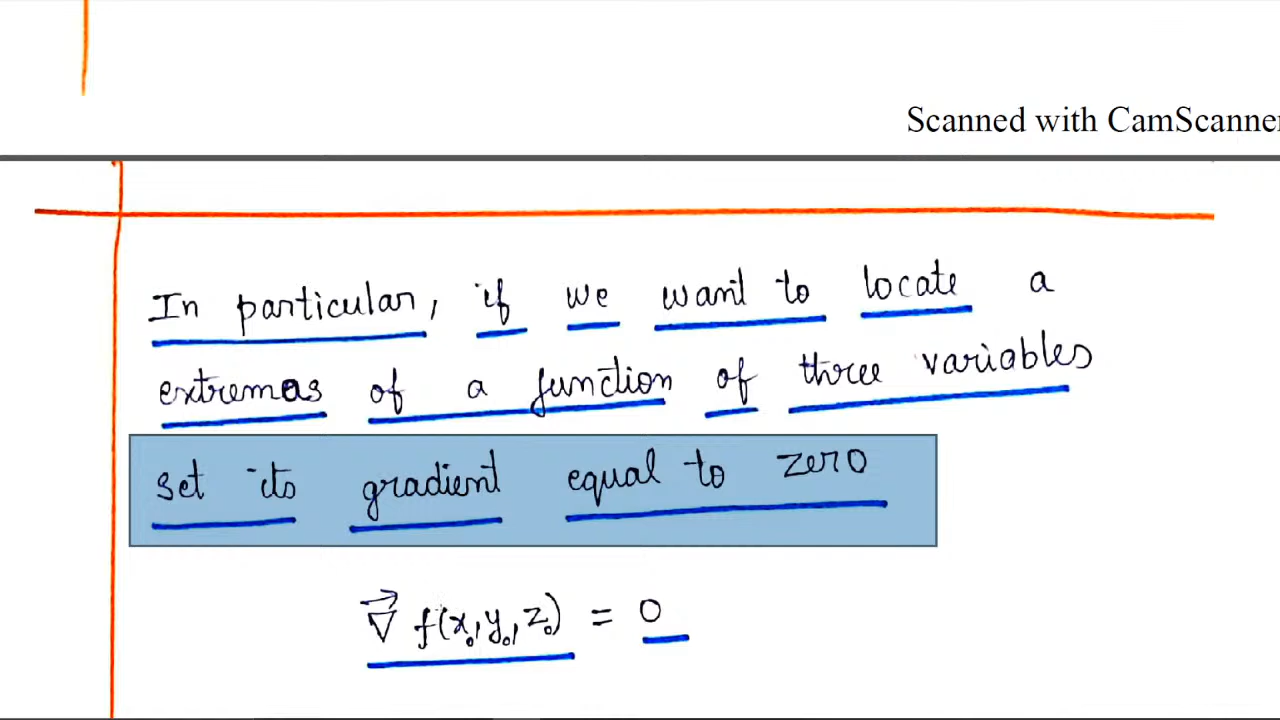 Scanned with CamScanner
In particular, if we want to locate a
extremas of a function of three variables
set its gradient equal to zero
∇⃗ f(x₀, y₀, z₀) = 0